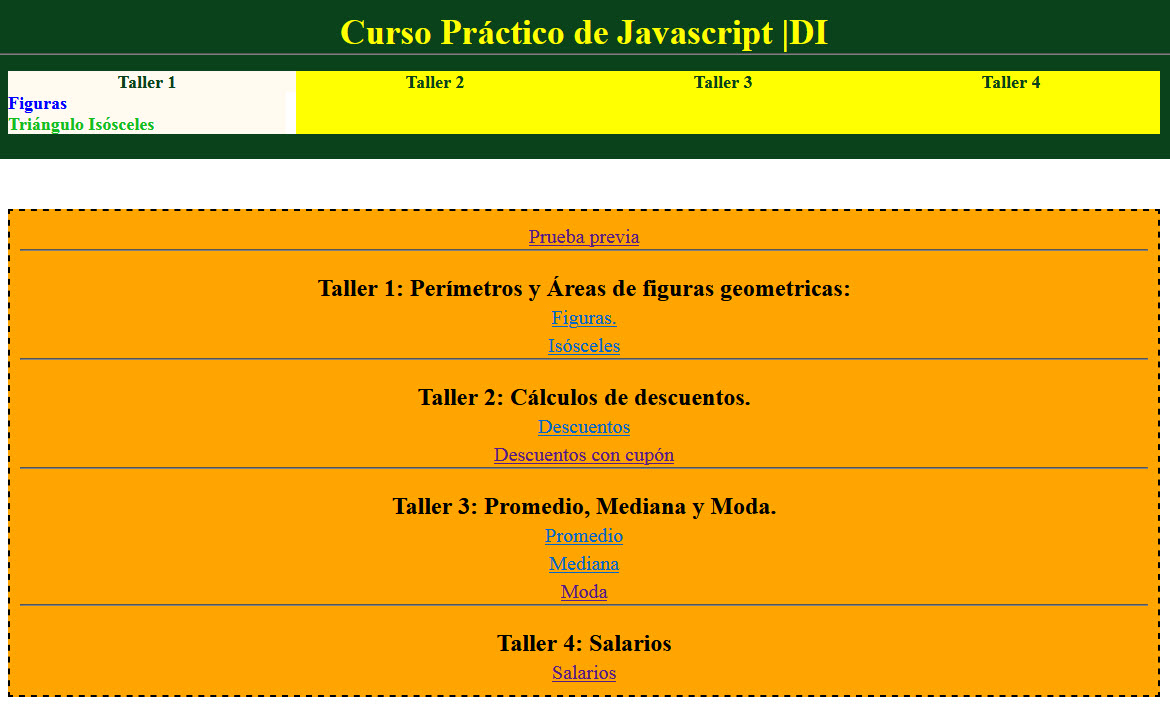 Curso Práctico de Javascript |DI
Taller 1 Taller 2 Taller 3 Taller 4
Figuras
Triángulo Isósceles
Prueba previa
Taller 1: Perímetros y Áreas de figuras geometricas:
Figuras.
Isósceles
Taller 2: Cálculos de descuentos.
Descuentos
Descuentos con cupón
Taller 3: Promedio, Mediana y Moda.
Promedio
Mediana
Moda
Taller 4: Salarios
Salarios